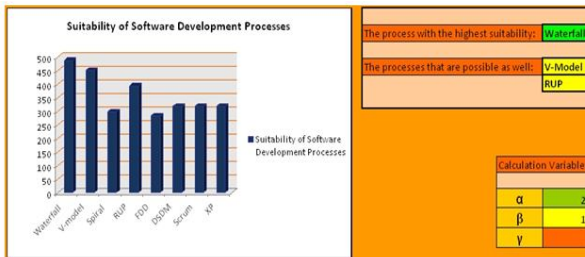 Suitability of Software Development Processes
500
450
400
350
300
250
200
150
100
50
0
Waterfall
V-model
Spiral
RUP
FDD
DSDM
Scrum
XP
Suitability of Software
Development Processes
The process with the highest suitability: Waterfall
The processes that are possible as well: V-Model
RUP
Calculation Variable
α 2
β 1
γ